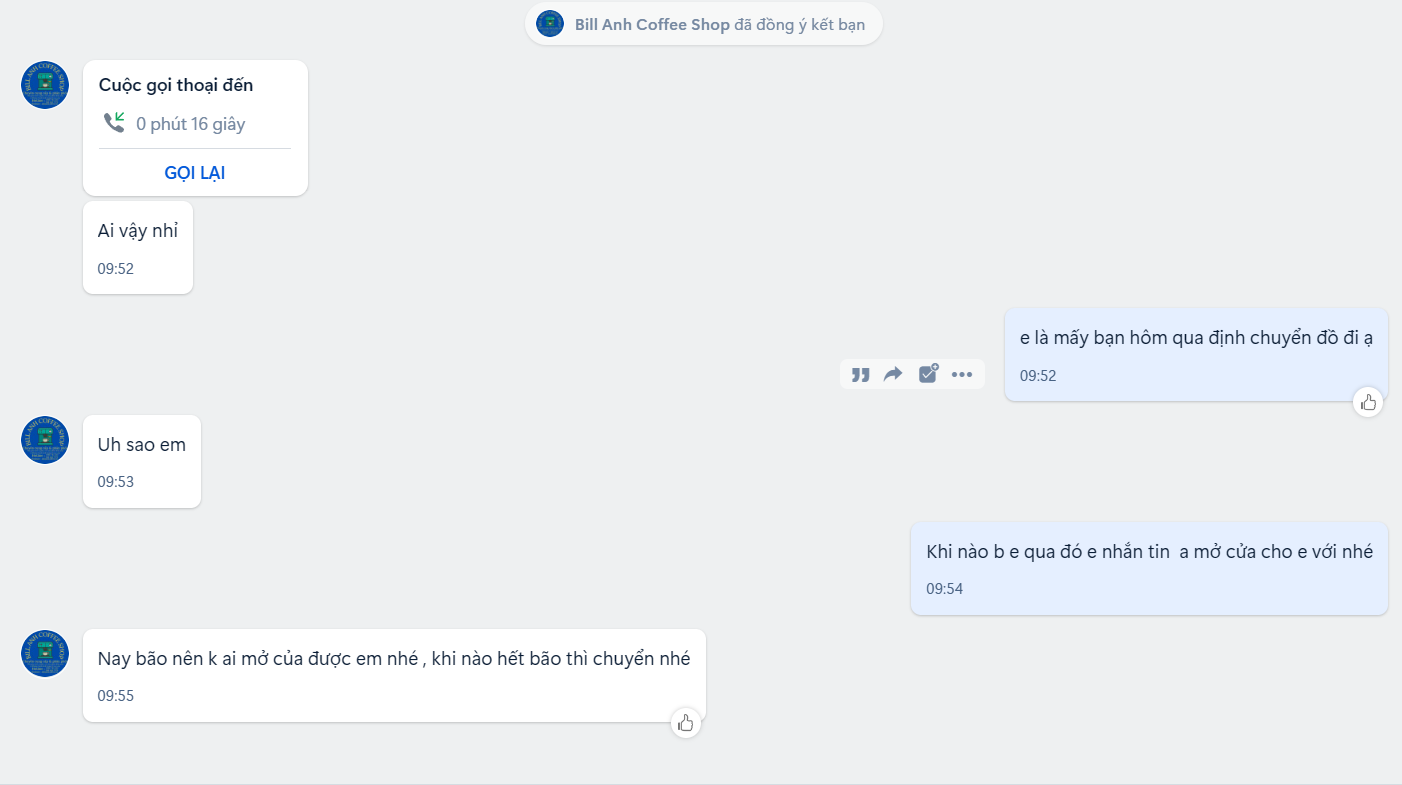 Bill Anh Coffee Shop đã đồng ý kết bạn
Cuộc gọi thoại đến
0 phút 16 giây
GỌI LẠI
Ai vậy nhỉ
09:52
e là mấy bạn hôm qua định chuyển đồ đi ạ
09:52
Uh sao em
09:53
Khi nào b e qua đó e nhắn tin  a mở cửa cho e với nhé
09:54
Nay bão nên k ai mở của được em nhé , khi nào hết bão thì chuyển nhé
09:55